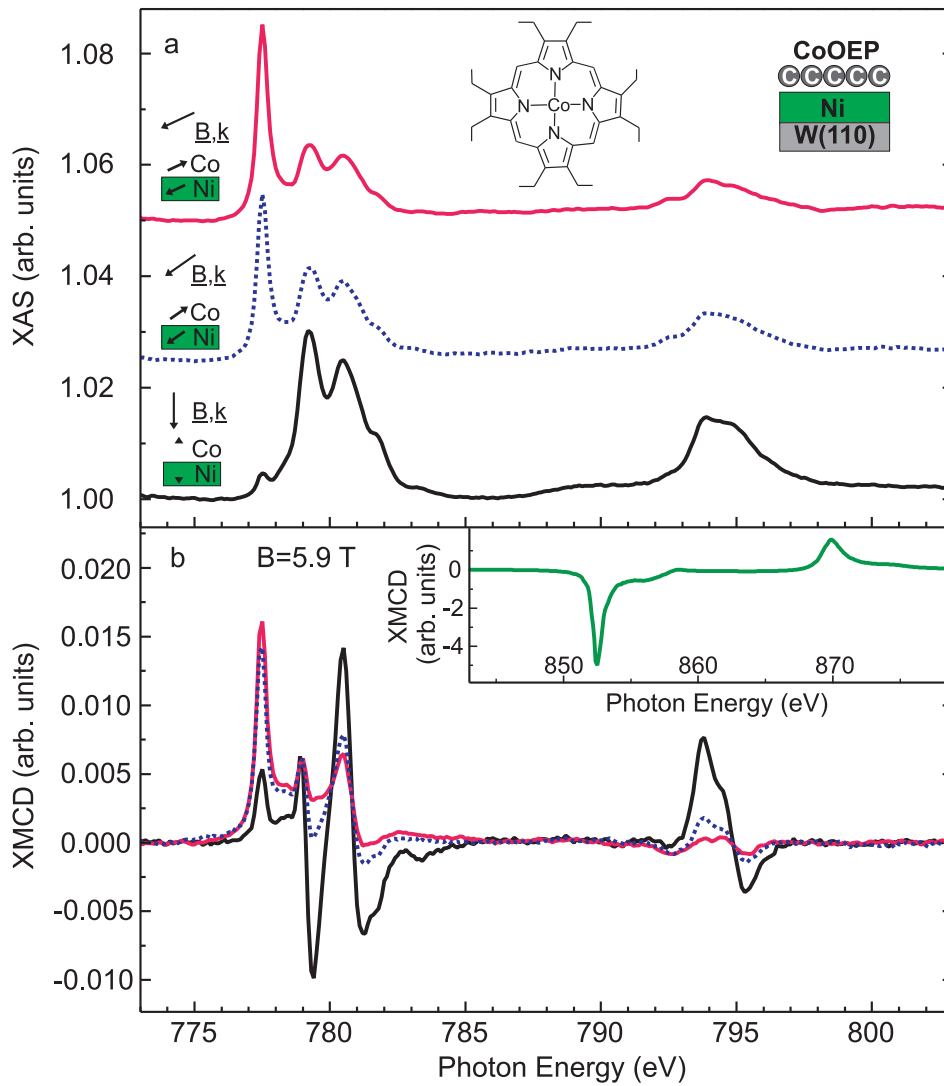 a
CoOEP
C C C C C
Ni
W(110)
N
N Co N
N
B,k
Co
Ni
B,k
Co
Ni
B,k
Co
Ni
XAS (arb. units)
1.08
1.06
1.04
1.02
1.00
b
B=5.9 T
XMCD (arb. units)
0.020
0.015
0.010
0.005
0.000
-0.005
-0.010
XMCD
(arb. units)
0
-2
-4
850 860 870
Photon Energy (eV)
775 780 785 790 795 800
Photon Energy (eV)